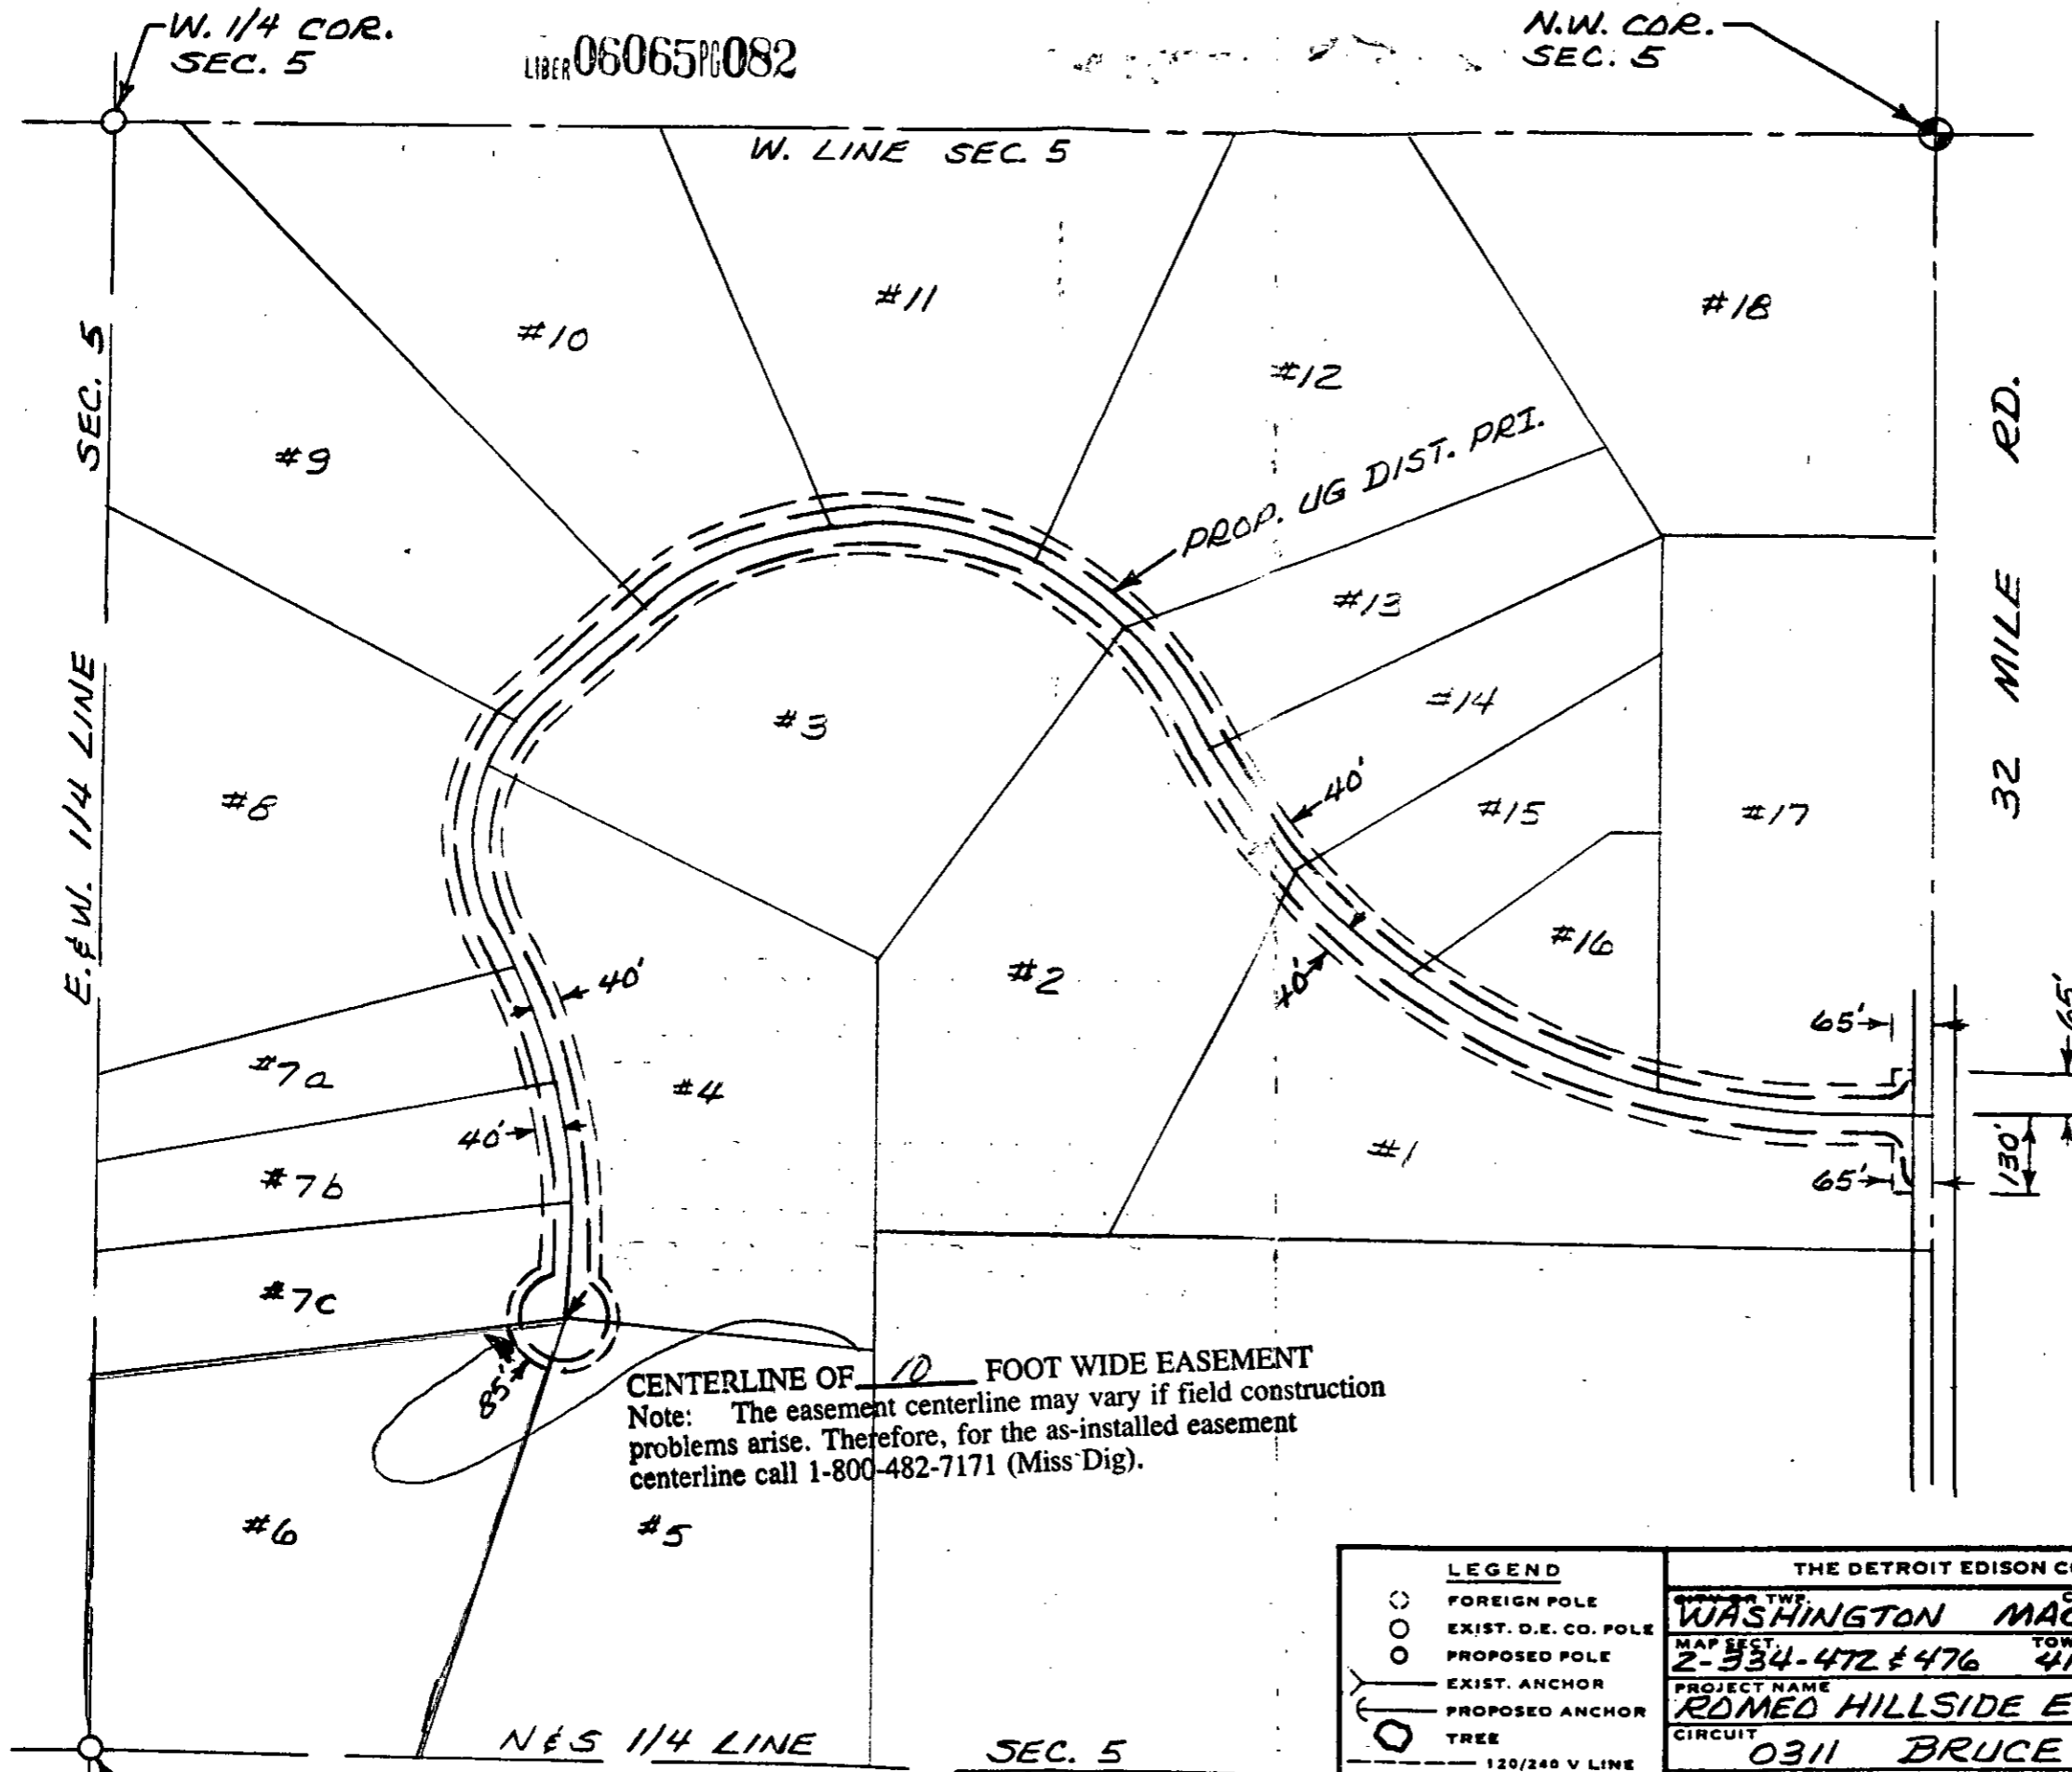 W. 1/4 COR.
SEC. 5
LIBER 06065 PG 082
N.W. COR.
SEC. 5
W. LINE SEC. 5
#11
#18
#10
#12
SEC. 5
RD.
#9
PROP. UG DIST. PRI.
#13
MILE
#14
#3
E. & W. 1/4 LINE
40'
32
#8
#15
#17
#16
40'
#2
40'
65'
65'
#7a
#4
40'
#1
130'
#7b
65'
#7c
85'
CENTERLINE OF 10 FOOT WIDE EASEMENT
Note: The easement centerline may vary if field construction
problems arise. Therefore, for the as-installed easement
centerline call 1-800-482-7171 (Miss Dig).
#6
#5
N & S 1/4 LINE SEC. 5
LEGEND
FOREIGN POLE
EXIST. D.E. CO. POLE
PROPOSED POLE
EXIST. ANCHOR
PROPOSED ANCHOR
TREE
120/240 V LINE
THE DETROIT EDISON
CITY OR TWP.
WASHINGTON
MAP SECT.
2-334-472 & 476
PROJECT NAME
ROMEO HILLSIDE
CIRCUIT
0311 BRUCE